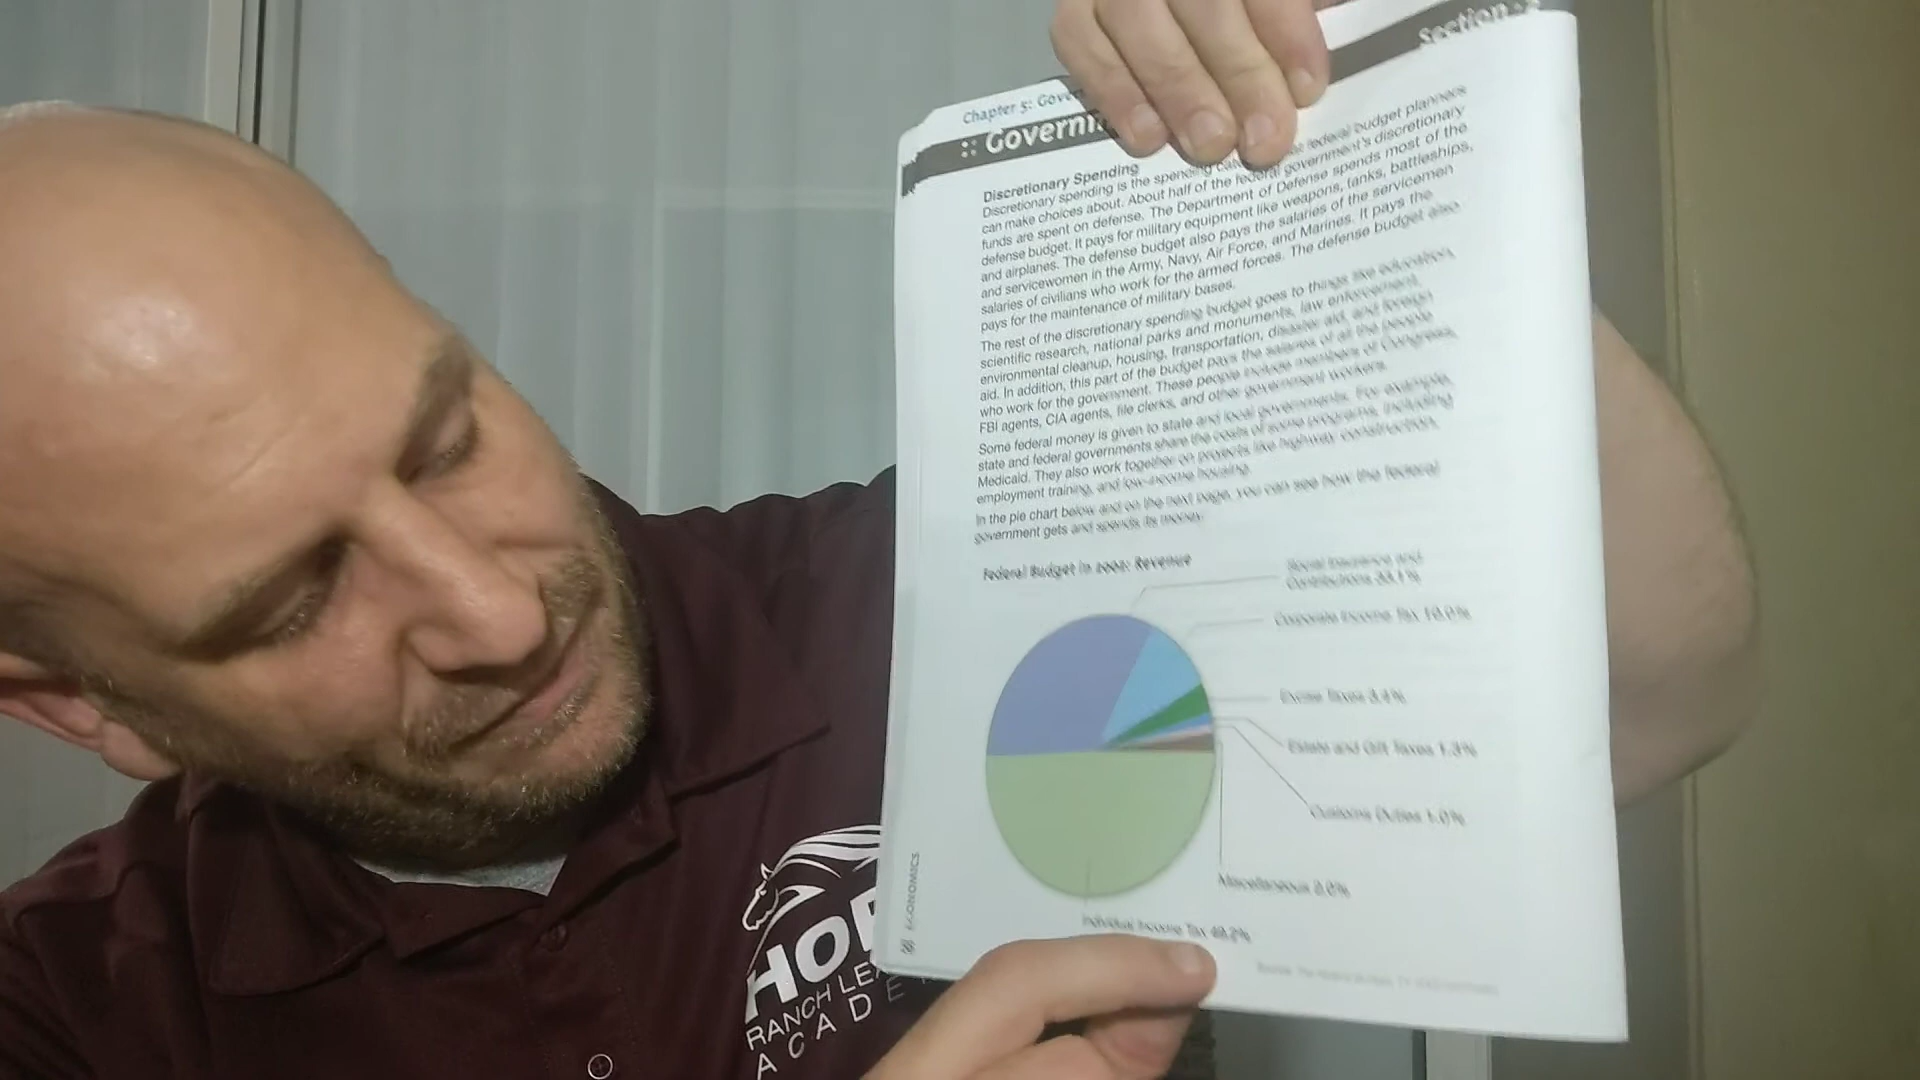 Section
Chapter 5: Gove
:: Governm
Discretionary Spending
Discretionary spending is the spending federal budget planners
can make choices about. About half of the federal government's discretionary
funds are spent on defense. The Department of Defense spends most of the
defense budget. It pays for military equipment like weapons, tanks, battleships,
and airplanes. The defense budget also pays the salaries of the servicemen
and servicewomen in the Army, Navy, Air Force, and Marines. It pays the
salaries of civilians who work for the armed forces. The defense budget also
pays for the maintenance of military bases.
The rest of the discretionary spending budget goes to things like education,
scientific research, national parks and monuments, law enforcement,
environmental cleanup, housing, transportation, disaster aid, and foreign
aid. In addition, this part of the budget pays the salaries of all the people
who work for the government. These people include members of Congress,
FBI agents, CIA agents, file clerks, and other government workers.
Some federal money is given to state and local governments. For example,
state and federal governments share the costs of some programs, including
Medicaid. They also work together on projects like highway construction,
employment training, and low-income housing.
In the pie chart below and on the next page, you can see how the federal
government gets and spends its money.
Federal Budget in 2002: Revenue
Social Insurance and
Contributions
Corporate Income Tax
Excise Taxes 3.4%
Estate and Gift Taxes 1.3%
Customs Duties 1.0%
Miscellaneous 2.0%
Individual Income Tax
ECONOMICS
HOP
RANCH LEA
ACADE